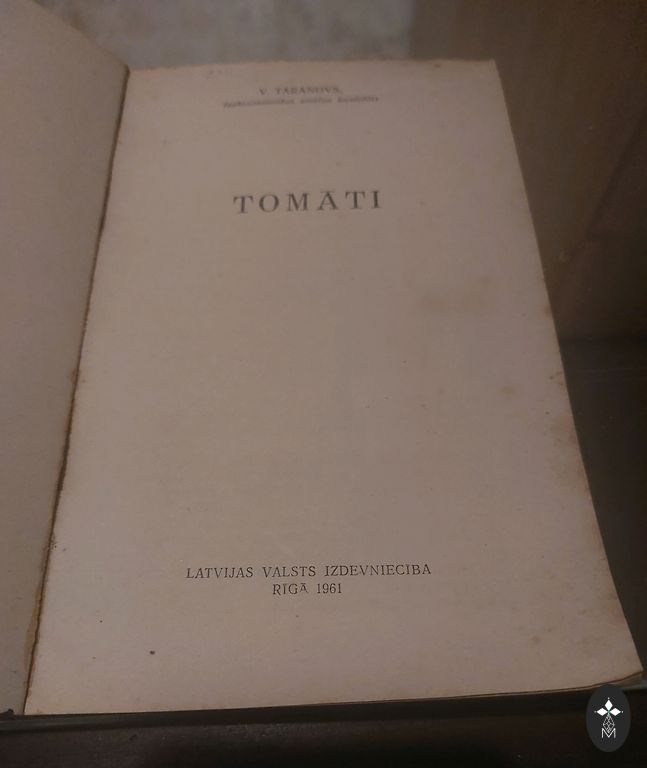 V. TARANOVS,
TOMĀTI
LATVIJAS VALSTS IZDEVNIECĪBA
RĪGĀ 1961